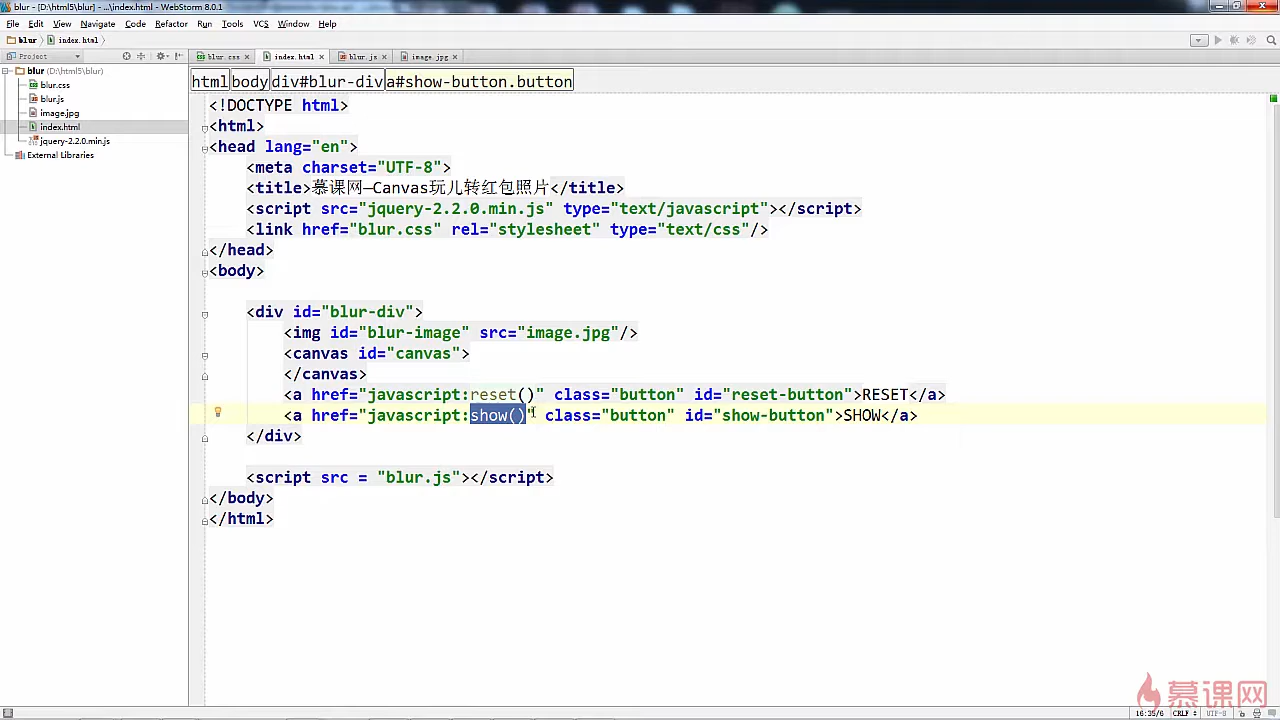 blur - [D:\html5\blur] - ...\index.html - WebStorm 8.0.1
File Edit View Navigate Code Refactor Run Tools VCS Window Help
blur index.html
Project
blur.css index.html blur.js image.jpg
blur (D:\html5\blur)
blur.css
blur.js
image.jpg
index.html
jquery-2.2.0.min.js
External Libraries
html body div#blur-div a#show-button.button
<!DOCTYPE html>
<html>
<head lang="en">
<meta charset="UTF-8">
<title>慕课网—Canvas玩儿转红包照片</title>
<script src="jquery-2.2.0.min.js" type="text/javascript"></script>
<link href="blur.css" rel="stylesheet" type="text/css"/>
</head>
<body>
<div id="blur-div">
<img id="blur-image" src="image.jpg"/>
<canvas id="canvas">
</canvas>
<a href="javascript:reset()" class="button" id="reset-button">RESET</a>
<a href="javascript:show()" class="button" id="show-button">SHOW</a>
</div>
<script src = "blur.js"></script>
</body>
</html>
慕课网
16:35/6 CRLF UTF-8